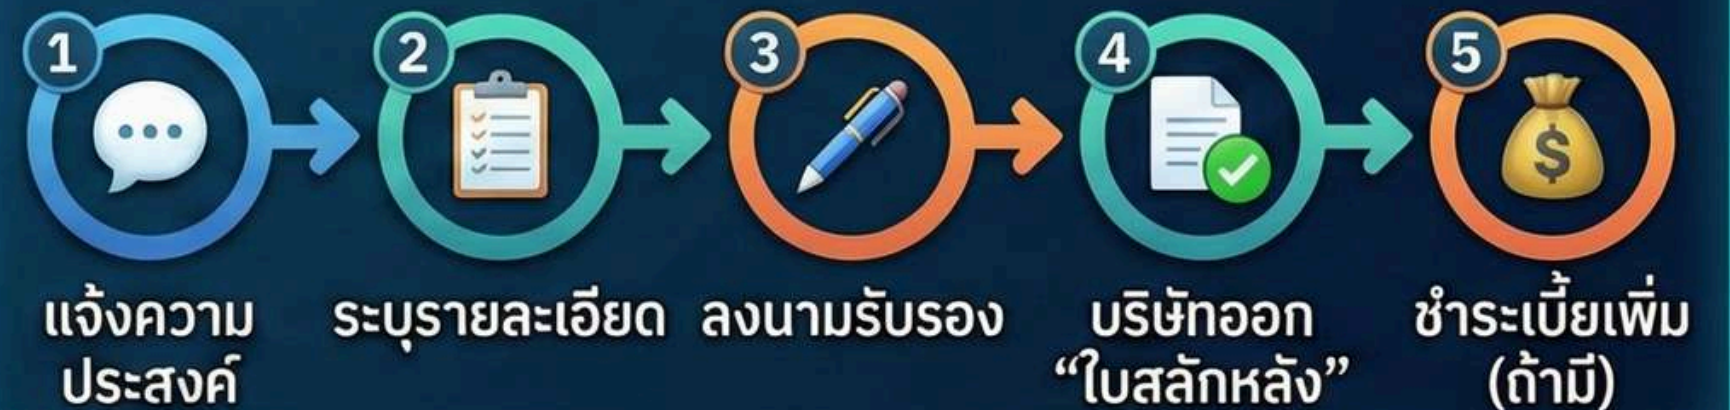 1
2
3
4
5
แจ้งความ
ประสงค์
ระบุรายละเอียด
ลงนามรับรอง
บริษัทออก
“ใบสลักหลัง”
$
ชำระเบี้ยเพิ่ม
(ถ้ามี)